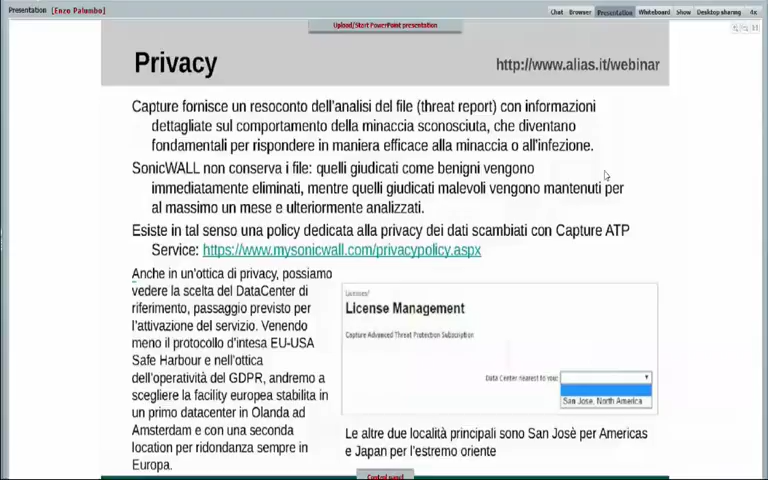 Presentation [Enzo Palumbo]
Chat Browser Presentation Whiteboard Show Desktop sharing 4x
Upload/Start PowerPoint presentation
Privacy
http://www.alias.it/webinar
Capture fornisce un resoconto dell'analisi del file (threat report) con informazioni
dettagliate sul comportamento della minaccia sconosciuta, che diventano
fondamentali per rispondere in maniera efficace alla minaccia o all'infezione.
SonicWALL non conserva i file: quelli giudicati come benigni vengono
immediatamente eliminati, mentre quelli giudicati malevoli vengono mantenuti per
al massimo un mese e ulteriormente analizzati.
Esiste in tal senso una policy dedicata alla privacy dei dati scambiati con Capture ATP
Service: https://www.mysonicwall.com/privacypolicy.aspx
Anche in un'ottica di privacy, possiamo
vedere la scelta del DataCenter di
riferimento, passaggio previsto per
l'attivazione del servizio. Venendo
meno il protocollo d'intesa EU-USA
Safe Harbour e nell'ottica
dell'operatività del GDPR, andremo a
scegliere la facility europea stabilita in
un primo datacenter in Olanda ad
Amsterdam e con una seconda
location per ridondanza sempre in
Europa.
Licenses/
License Management
Capture Advanced Threat Protection Subscription
Data Center nearest to you:
San Jose, North America
Le altre due località principali sono San Josè per Americas
e Japan per l'estremo oriente
Control panel